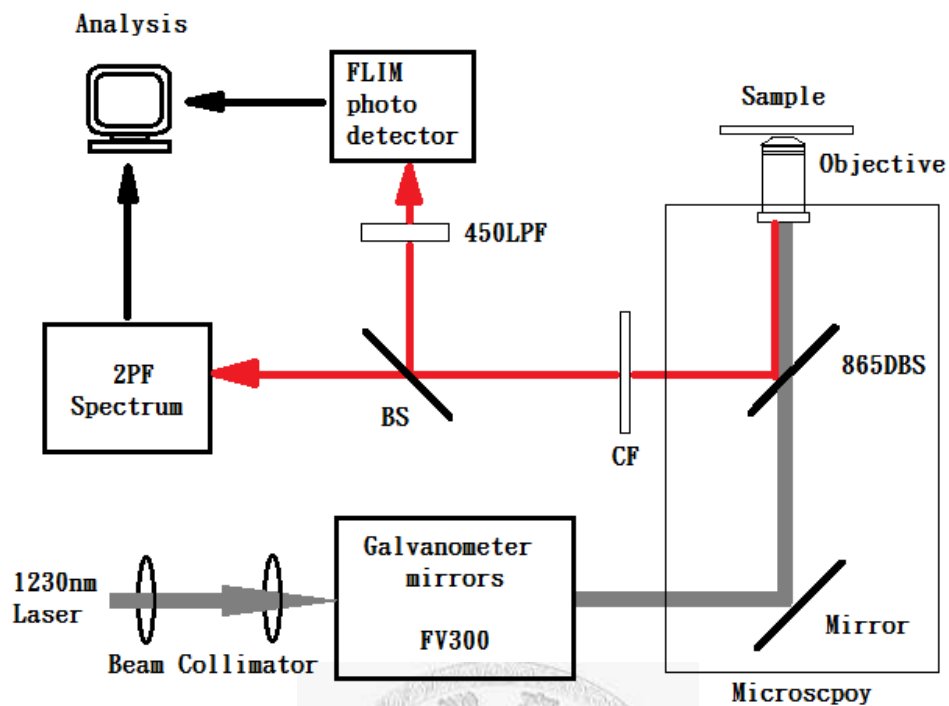 Analysis
FLIM
photo
detector
Sample
Objective
450LPF
865DBS
2PF
Spectrum
BS
CF
1230nm
Laser
Galvanometer
mirrors
FV300
Beam Collimator
Mirror
Microscpoy